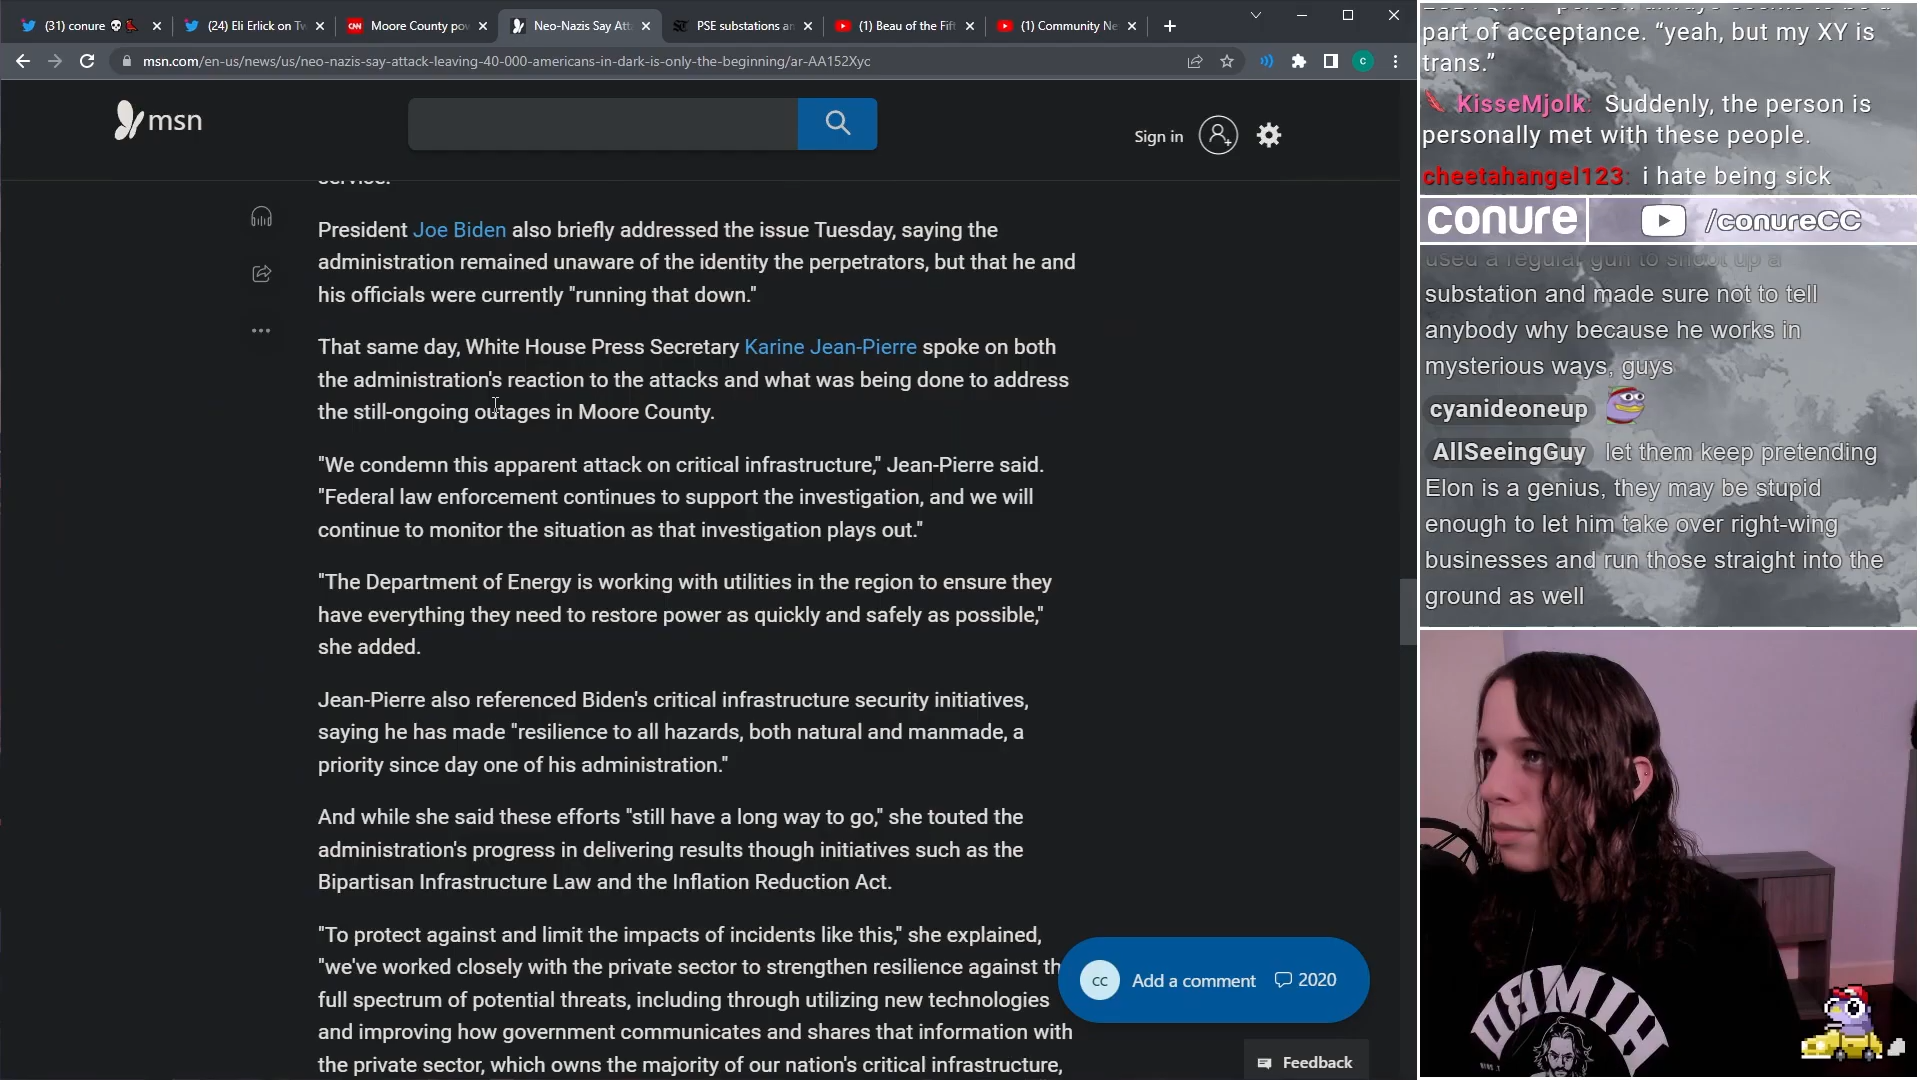 (31) conure
(24) Eli Erlick on Tw
Moore County pow
Neo-Nazis Say Atta
PSE substations an
(1) Beau of the Fift
(1) Community Ne
msn.com/en-us/news/us/neo-nazis-say-attack-leaving-40-000-americans-in-dark-is-only-the-beginning/ar-AA152Xyc
msn
Sign in
service.
President Joe Biden also briefly addressed the issue Tuesday, saying the
administration remained unaware of the identity the perpetrators, but that he and
his officials were currently "running that down."
That same day, White House Press Secretary Karine Jean-Pierre spoke on both
the administration's reaction to the attacks and what was being done to address
the still-ongoing outages in Moore County.
"We condemn this apparent attack on critical infrastructure," Jean-Pierre said.
"Federal law enforcement continues to support the investigation, and we will
continue to monitor the situation as that investigation plays out."
"The Department of Energy is working with utilities in the region to ensure they
have everything they need to restore power as quickly and safely as possible,"
she added.
Jean-Pierre also referenced Biden's critical infrastructure security initiatives,
saying he has made "resilience to all hazards, both natural and manmade, a
priority since day one of his administration."
And while she said these efforts "still have a long way to go," she touted the
administration's progress in delivering results though initiatives such as the
Bipartisan Infrastructure Law and the Inflation Reduction Act.
"To protect against and limit the impacts of incidents like this," she explained,
"we've worked closely with the private sector to strengthen resilience against th
full spectrum of potential threats, including through utilizing new technologies
and improving how government communicates and shares that information with
the private sector, which owns the majority of our nation's critical infrastructure,
CC Add a comment 2020
Feedback
part of acceptance. “yeah, but my XY is
trans.”
KisseMjolk: Suddenly, the person is
personally met with these people.
cheetahangel123: i hate being sick
conure /conureCC
used a regular gun to shoot up a
substation and made sure not to tell
anybody why because he works in
mysterious ways, guys
cyanideoneup
AllSeeingGuy let them keep pretending
Elon is a genius, they may be stupid
enough to let him take over right-wing
businesses and run those straight into the
ground as well